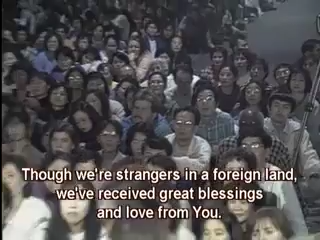 Though we're strangers in a foreign land,
we've received great blessings
and love from You.